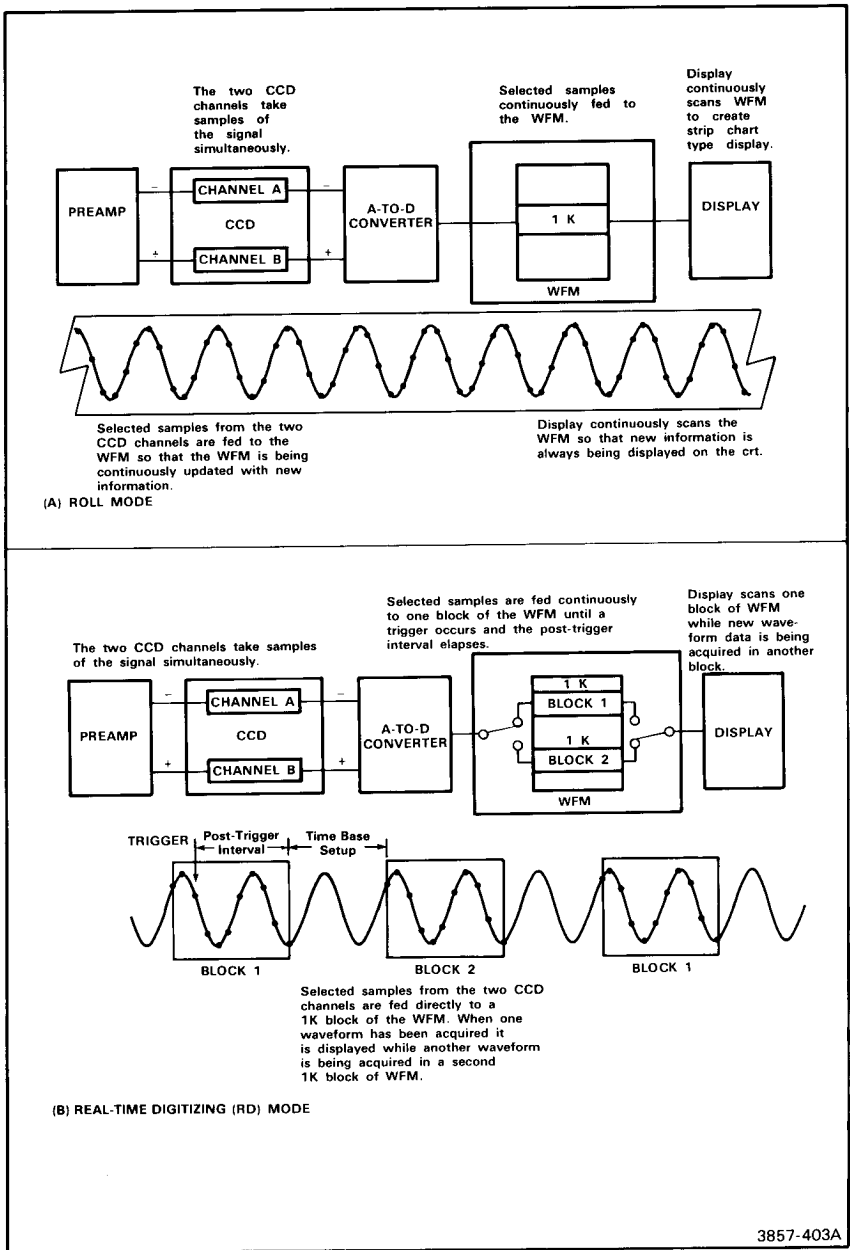 The two CCD
channels take
samples of
the signal
simultaneously.
Selected samples
continuously fed to
the WFM.
Display
continuously
scans WFM
to create
strip chart
type display.
PREAMP
–
CHANNEL A
–
CCD
+
CHANNEL B
+
A-TO-D
CONVERTER
1 K
WFM
DISPLAY
Selected samples from the two
CCD channels are fed to the
WFM so that the WFM is being
continuously updated with new
information.
Display continuously scans the
WFM so that new information is
always being displayed on the crt.
(A) ROLL MODE
The two CCD channels take samples
of the signal simultaneously.
Selected samples are fed continuously
to one block of the WFM until a
trigger occurs and the post-trigger
interval elapses.
Display scans one
block of WFM
while new wave-
form data is being
acquired in another
block.
PREAMP
–
CHANNEL A
–
CCD
+
CHANNEL B
+
A-TO-D
CONVERTER
1 K
BLOCK 1
1 K
BLOCK 2
WFM
DISPLAY
TRIGGER
Post-Trigger
Interval
Time Base
Setup
BLOCK 1
BLOCK 2
BLOCK 1
Selected samples from the two CCD
channels are fed directly to a
1K block of the WFM. When one
waveform has been acquired it
is displayed while another waveform
is being acquired in a second
1K block of WFM.
(B) REAL-TIME DIGITIZING (RD) MODE
3857-403A